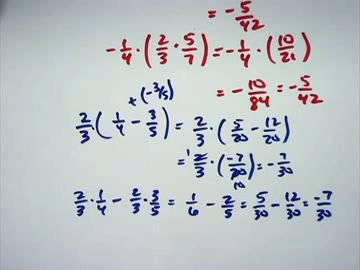 = -5/42
-1/4 · (2/3 · 5/7) = -1/4 · (10/21)
= -10/84 = -5/42
+ (-3/5)
2/3 · (1/4 - 3/5) = 2/3 · (5/20 - 12/20)
= 1 2/3 · (-7/20) = -7/30
10
2/3 · 1/4 - 2/3 · 3/5 = 1/6 - 2/5 = 5/30 - 12/30 = -7/30